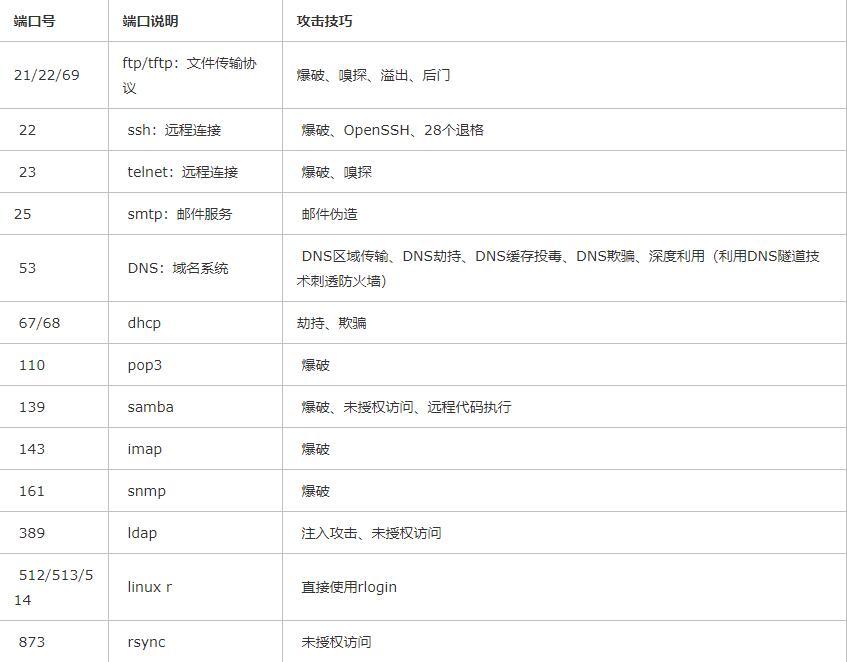 端口号 端口说明 攻击技巧
21/22/69 ftp/tftp：文件传输协 爆破、嗅探、溢出、后门
议
22 ssh：远程连接 爆破、OpenSSH、28个退格
23 telnet：远程连接 爆破、嗅探
25 smtp：邮件服务 邮件伪造
53 DNS：域名系统 DNS区域传输、DNS劫持、DNS缓存投毒、DNS欺骗、深度利用（利用DNS隧道技
术刺透防火墙）
67/68 dhcp 劫持、欺骗
110 pop3 爆破
139 samba 爆破、未授权访问、远程代码执行
143 imap 爆破
161 snmp 爆破
389 ldap 注入攻击、未授权访问
512/513/5 linux r 直接使用rlogin
14
873 rsync 未授权访问